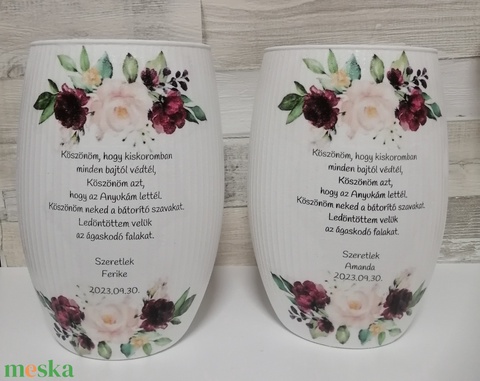 Köszönöm, hogy kiskoromban
minden bajtól védtél,
Köszönöm azt,
hogy az Anyukám lettél.
Köszönöm neked a bátorító szavakat.
Ledöntöttem velük
az ágaskodó falakat.
Szeretlek
Ferike
2023.09.30.
Köszönöm, hogy kiskoromban
minden bajtól védtél,
Köszönöm azt,
hogy az Anyukám lettél.
Köszönöm neked a bátorító szavakat.
Ledöntöttem velük
az ágaskodó falakat.
Szeretlek
Amanda
2023.09.30.
meska